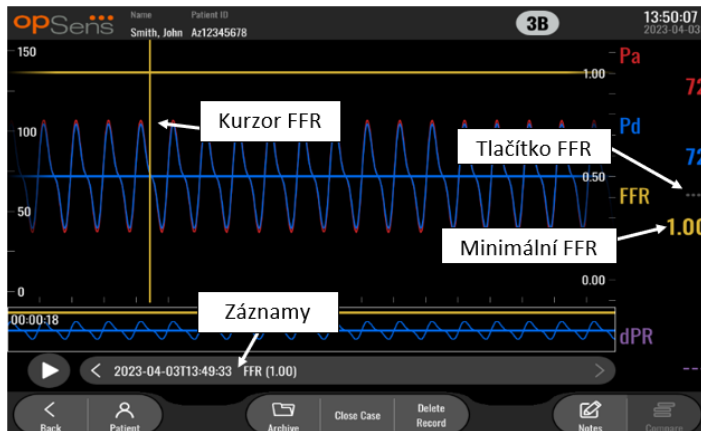 opSens
Name Patient ID
Smith, John Az12345678
3B
13:50:07
2023-04-03
150
1.00
Pa
72
Kurzor FFR
100
Pd
Tlačítko FFR
72
0.50
---
FFR
50
1.00
Minimální FFR
0.00
0
Záznamy
00:00:18
dPR
---
2023-04-03T13:49:33 FFR (1.00)
Back
Patient
Archive
Close Case
Delete
Record
Notes
Compare